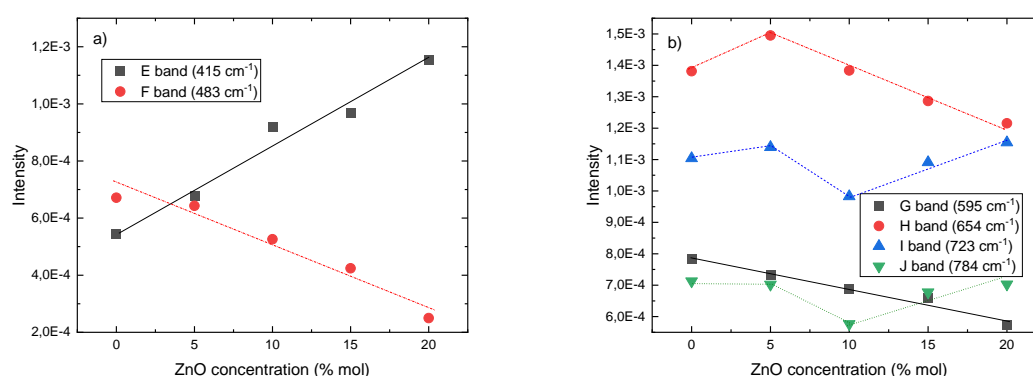 a)
1,2E-3
1,0E-3
8,0E-4
6,0E-4
4,0E-4
2,0E-4
Intensity
E band (415 cm⁻¹)
F band (483 cm⁻¹)
0 5 10 15 20
ZnO concentration (% mol)
b)
1,5E-3
1,4E-3
1,3E-3
1,2E-3
1,1E-3
1,0E-3
9,0E-4
8,0E-4
7,0E-4
6,0E-4
Intensity
G band (595 cm⁻¹)
H band (654 cm⁻¹)
I band (723 cm⁻¹)
J band (784 cm⁻¹)
0 5 10 15 20
ZnO concentration (% mol)